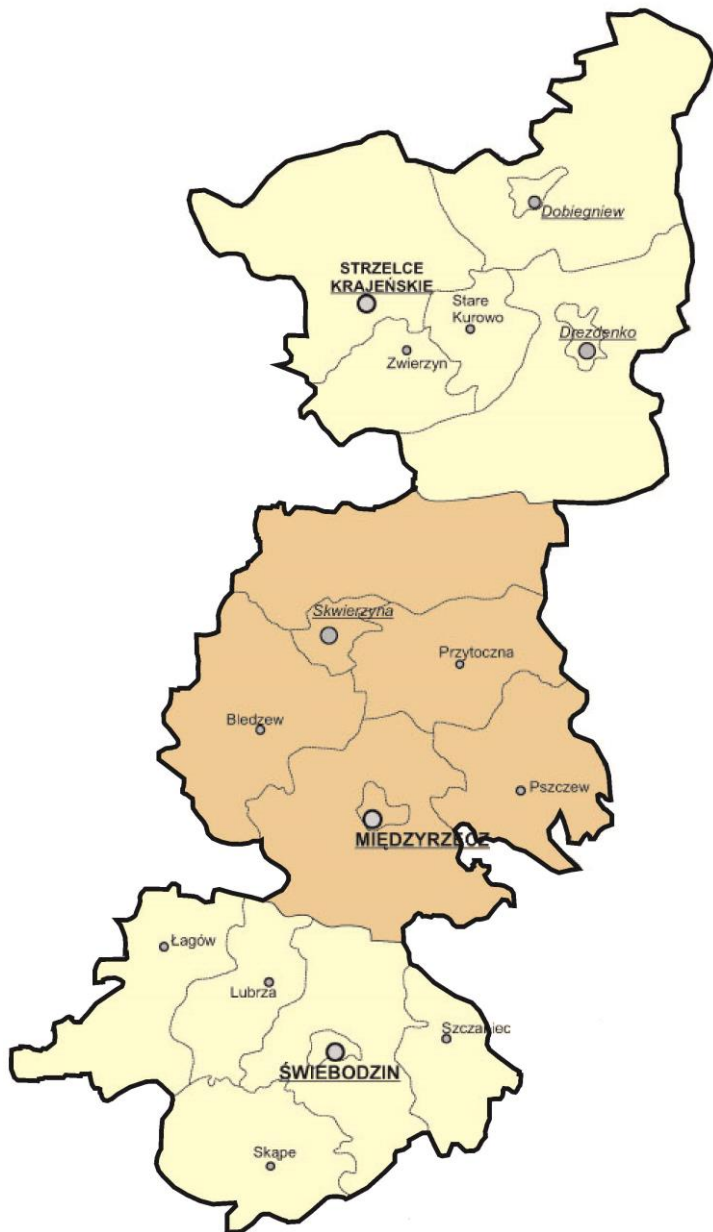 Dobiegniew
STRZELCE
KRAJEŃSKIE
Stare
Kurowo
Drezdenko
Zwierzyn
Skwierzyna
Przytoczna
Bledzew
Pszczew
MIĘDZYRZECZ
Łagów
Lubrza
Szczaniec
ŚWIEBODZIN
Skąpe